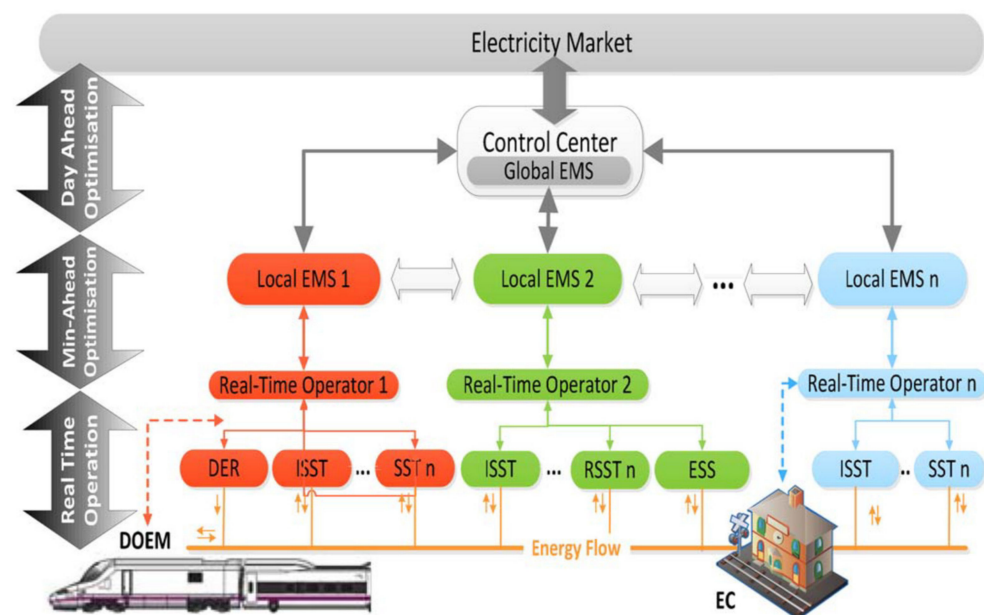 Electricity Market
Day Ahead
Optimisation
Control Center
Global EMS
Min-Ahead
Optimisation
Local EMS 1
Local EMS 2
...
Local EMS n
Real Time
Operation
Real-Time Operator 1
Real-Time Operator 2
Real-Time Operator n
DER
ISST
...
SST n
ISST
...
RSST n
ESS
ISST
..
SST n
DOEM
Energy Flow
EC